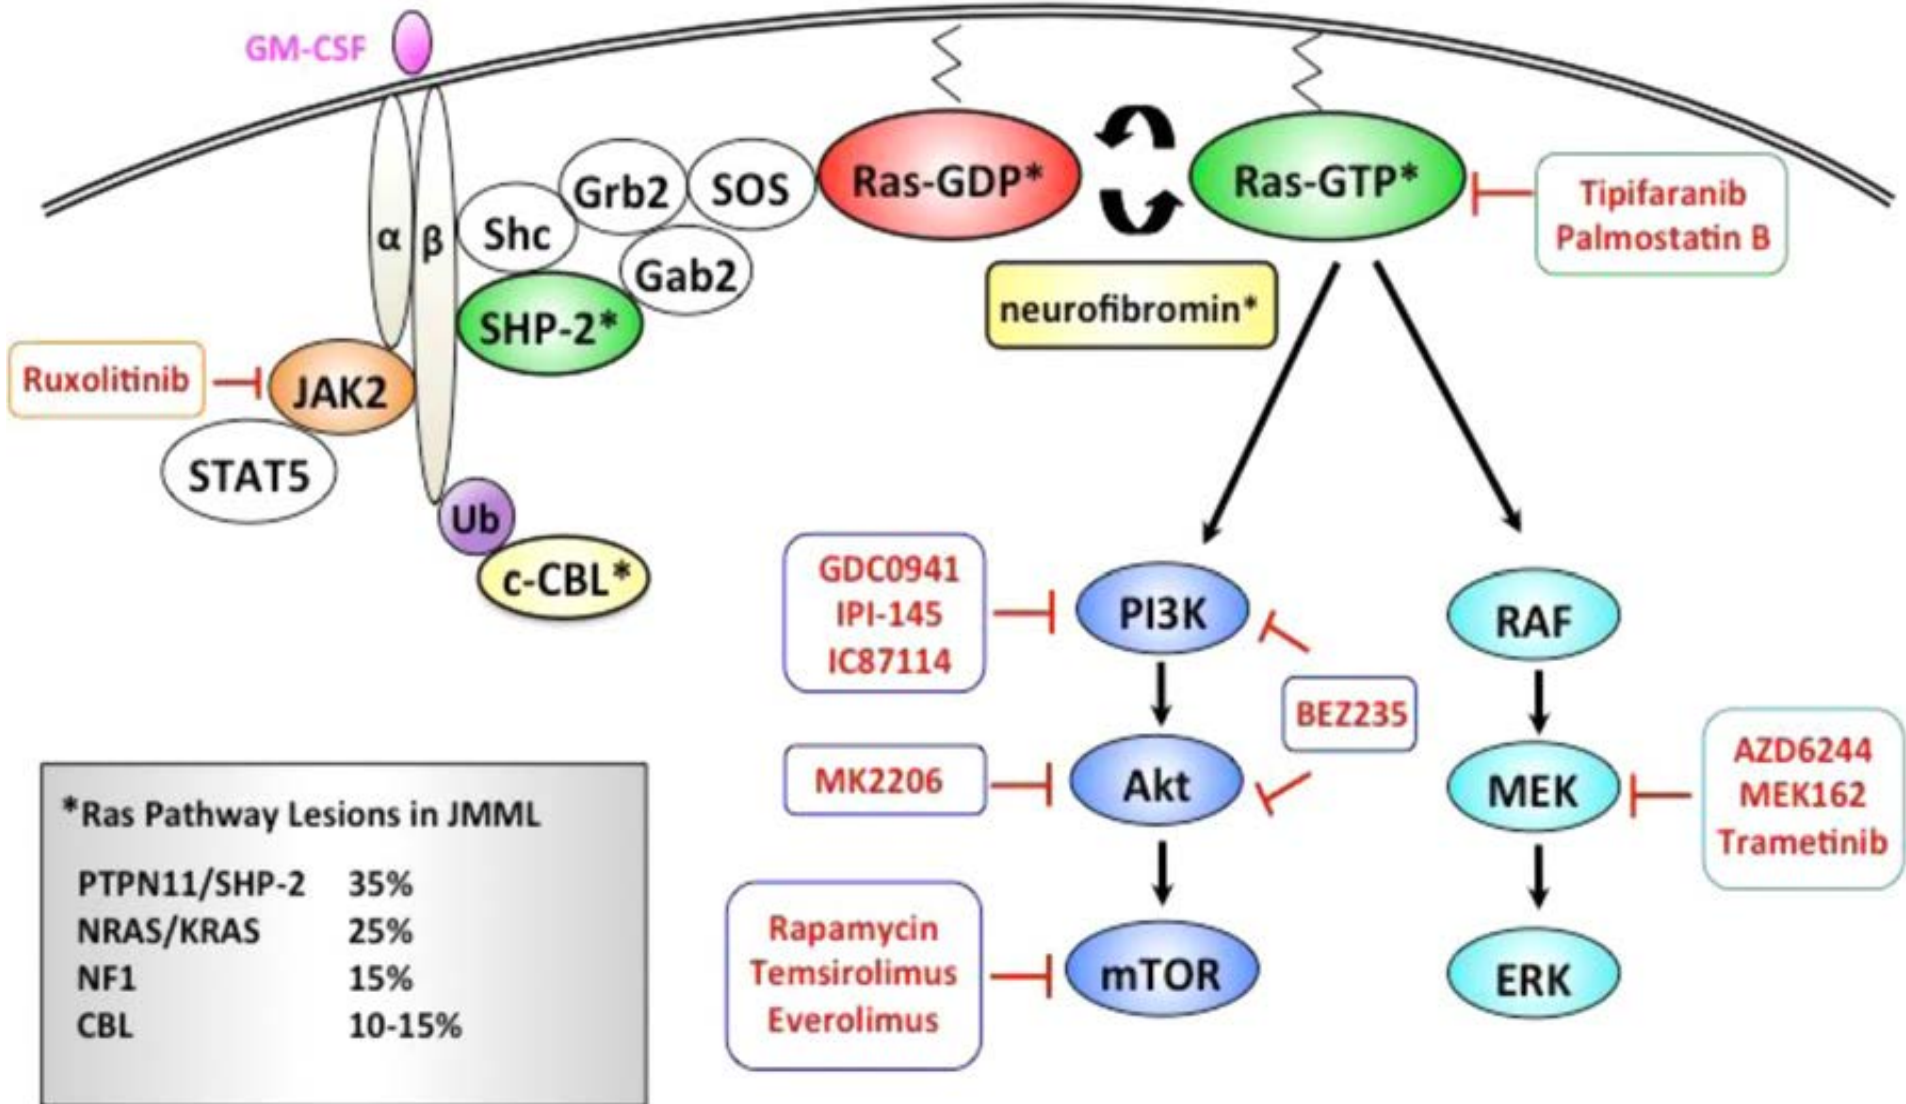 GM-CSF
α
β
Shc
Grb2
SOS
Gab2
SHP-2*
Ras-GDP*
Ras-GTP*
Tipifaranib
Palmostatin B
neurofibromin*
Ruxolitinib
JAK2
STAT5
Ub
c-CBL*
GDC0941
IPI-145
IC87114
PI3K
RAF
BEZ235
MK2206
Akt
MEK
AZD6244
MEK162
Trametinib
Rapamycin
Temsirolimus
Everolimus
mTOR
ERK
*Ras Pathway Lesions in JMML
PTPN11/SHP-2 35%
NRAS/KRAS 25%
NF1 15%
CBL 10-15%